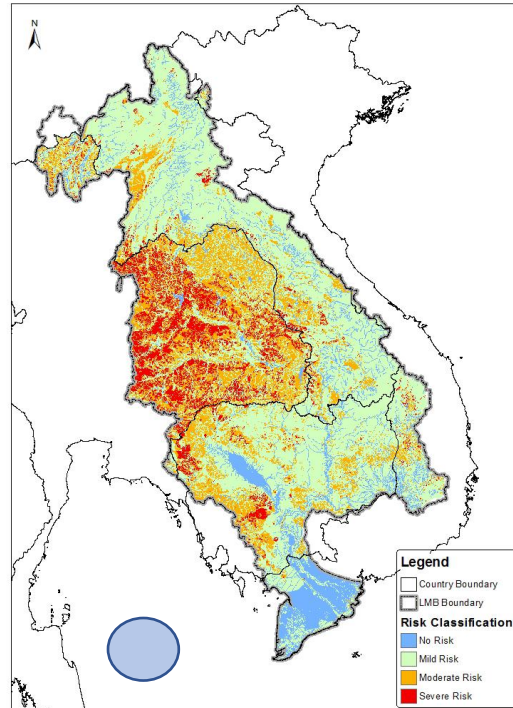 N
Legend
Country Boundary
LMB Boundary
Risk Classification
No Risk
Mild Risk
Moderate Risk
Severe Risk